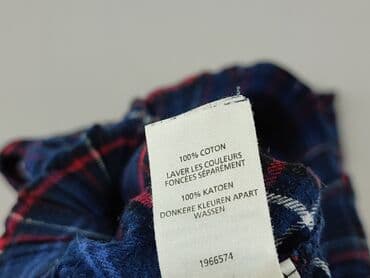 100% COTON
LAVER LES COULEURS
FONCÉES SÉPARÉMENT
100% KATOEN
DONKERE KLEUREN APART
WASSEN
1966574